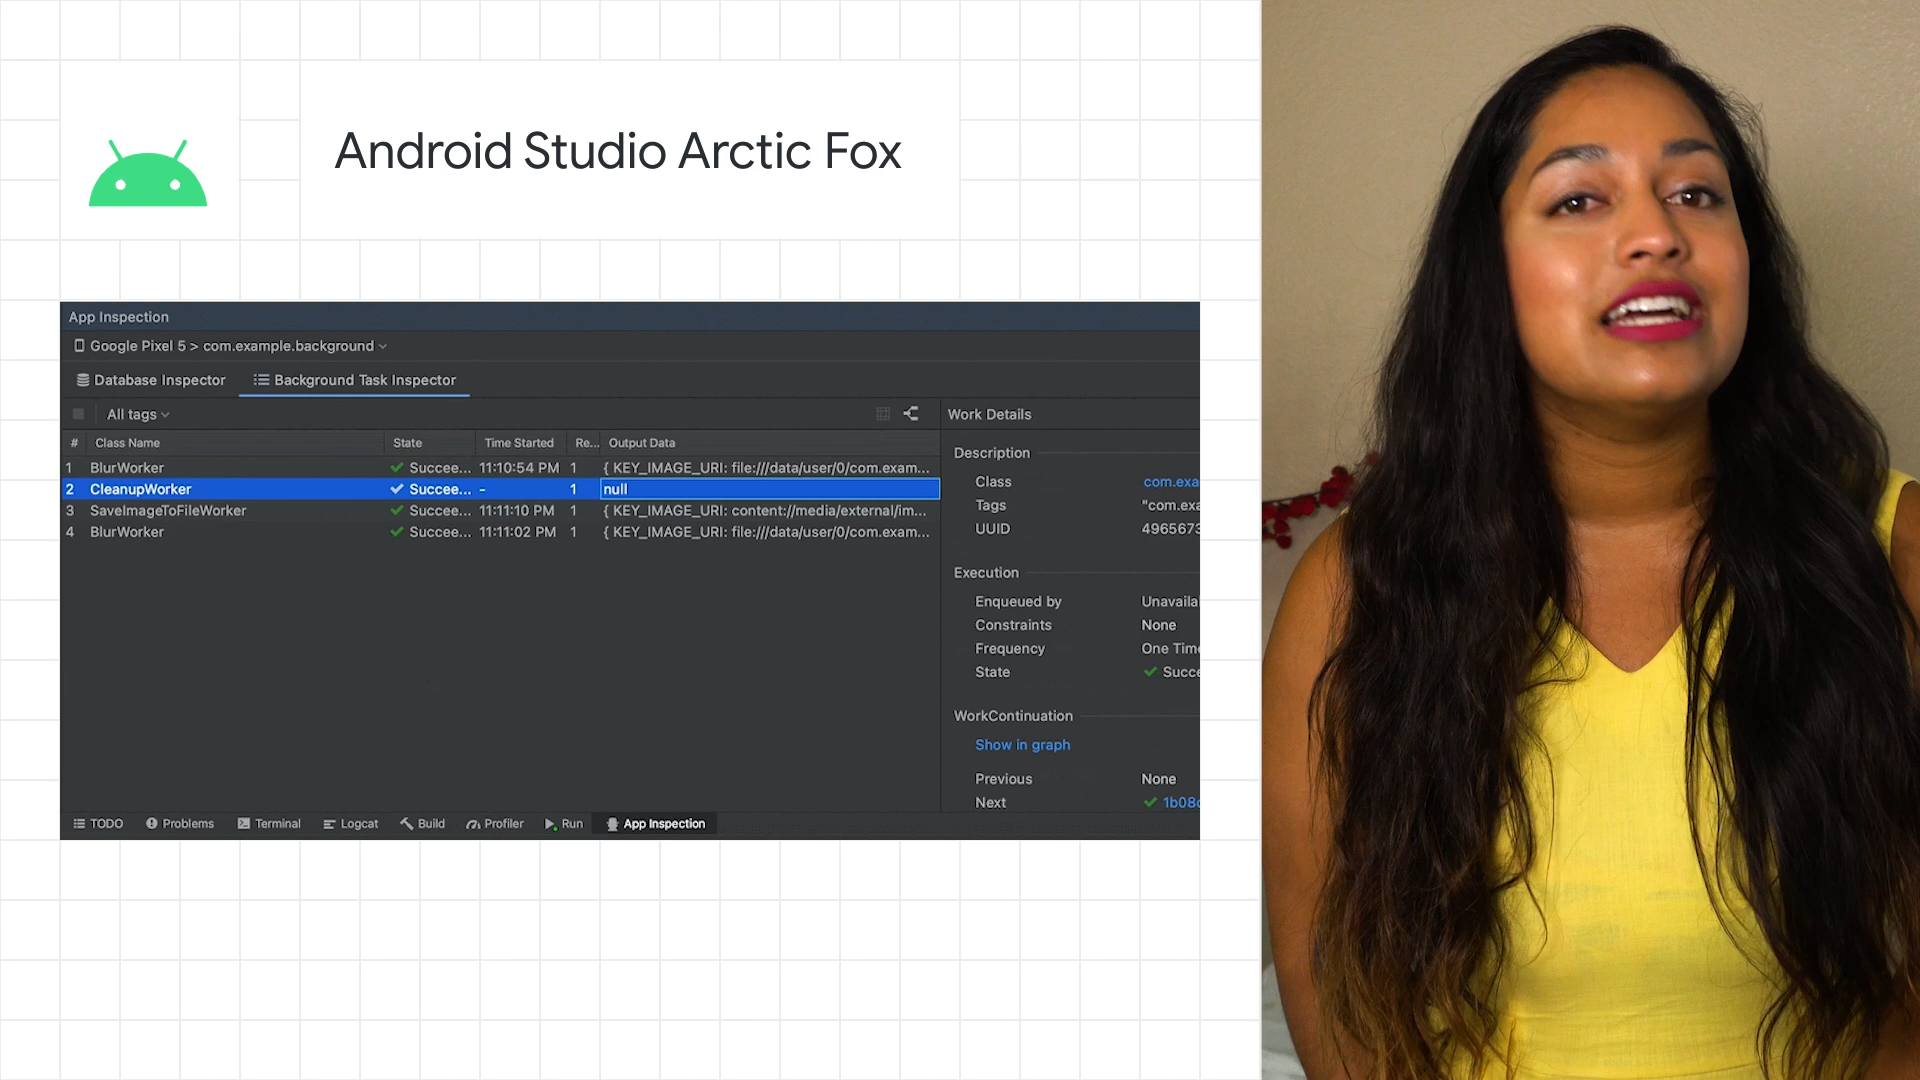 Android Studio Arctic Fox
App Inspection
Google Pixel 5 > com.example.background
Database Inspector Background Task Inspector
All tags Work Details
# Class Name State Time Started Re... Output Data
1 BlurWorker Succee... 11:10:54 PM 1 { KEY_IMAGE_URI: file:///data/user/0/com.exam...
2 CleanupWorker Succee... - 1 null
3 SaveImageToFileWorker Succee... 11:11:10 PM 1 { KEY_IMAGE_URI: content://media/external/im...
4 BlurWorker Succee... 11:11:02 PM 1 { KEY_IMAGE_URI: file:///data/user/0/com.exam...
Description
Class com.exa
Tags "com.exa
UUID 4965673
Execution
Enqueued by Unavaila
Constraints None
Frequency One Time
State Succe
WorkContinuation
Show in graph
Previous None
Next 1b08c
TODO Problems Terminal Logcat Build Profiler Run App Inspection